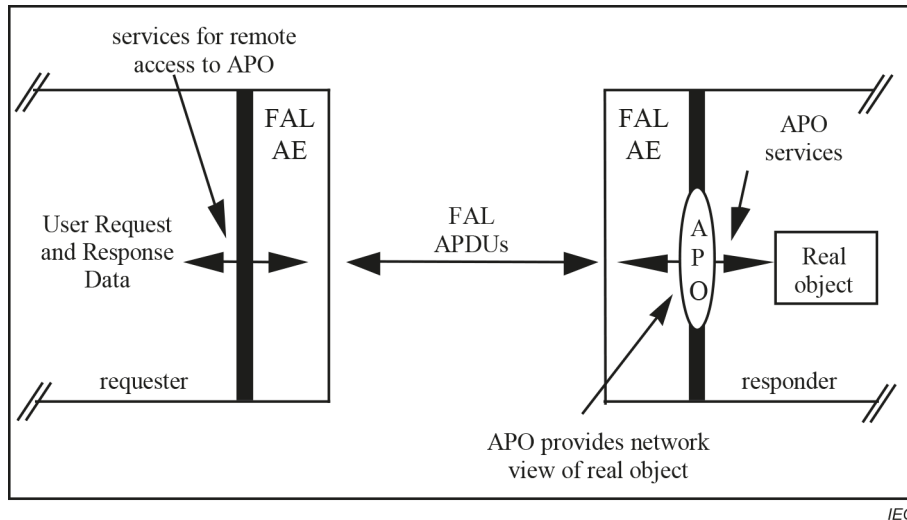 services for remote
access to APO
FAL
AE
User Request
and Response
Data
requester
FAL
APDUs
FAL
AE
A
P
O
APO
services
Real
object
responder
APO provides network
view of real object
IEC